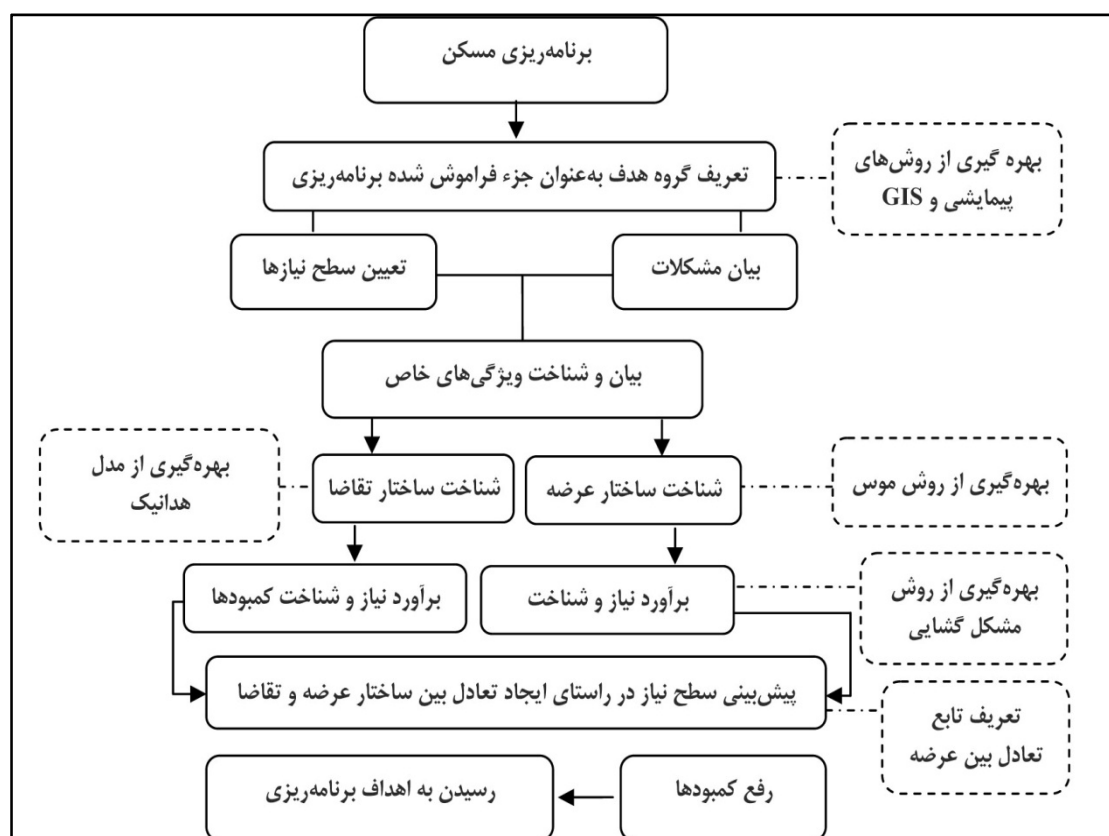 برنامه‌ریزی مسکن
تعریف گروه هدف به‌عنوان جزء فراموش شده برنامه‌ریزی
بهره گیری از روش‌های
پیمایشی و GIS
بیان مشکلات
تعیین سطح نیازها
بیان و شناخت ویژگی‌های خاص
بهره‌گیری از روش موس
شناخت ساختار عرضه
شناخت ساختار تقاضا
بهره‌گیری از مدل
هدانیک
بهره‌گیری از روش
مشکل گشایی
برآورد نیاز و شناخت
برآورد نیاز و شناخت کمبودها
پیش‌بینی سطح نیاز در راستای ایجاد تعادل بین ساختار عرضه و تقاضا
تعریف تابع
تعادل بین عرضه
رفع کمبودها
رسیدن به اهداف برنامه‌ریزی